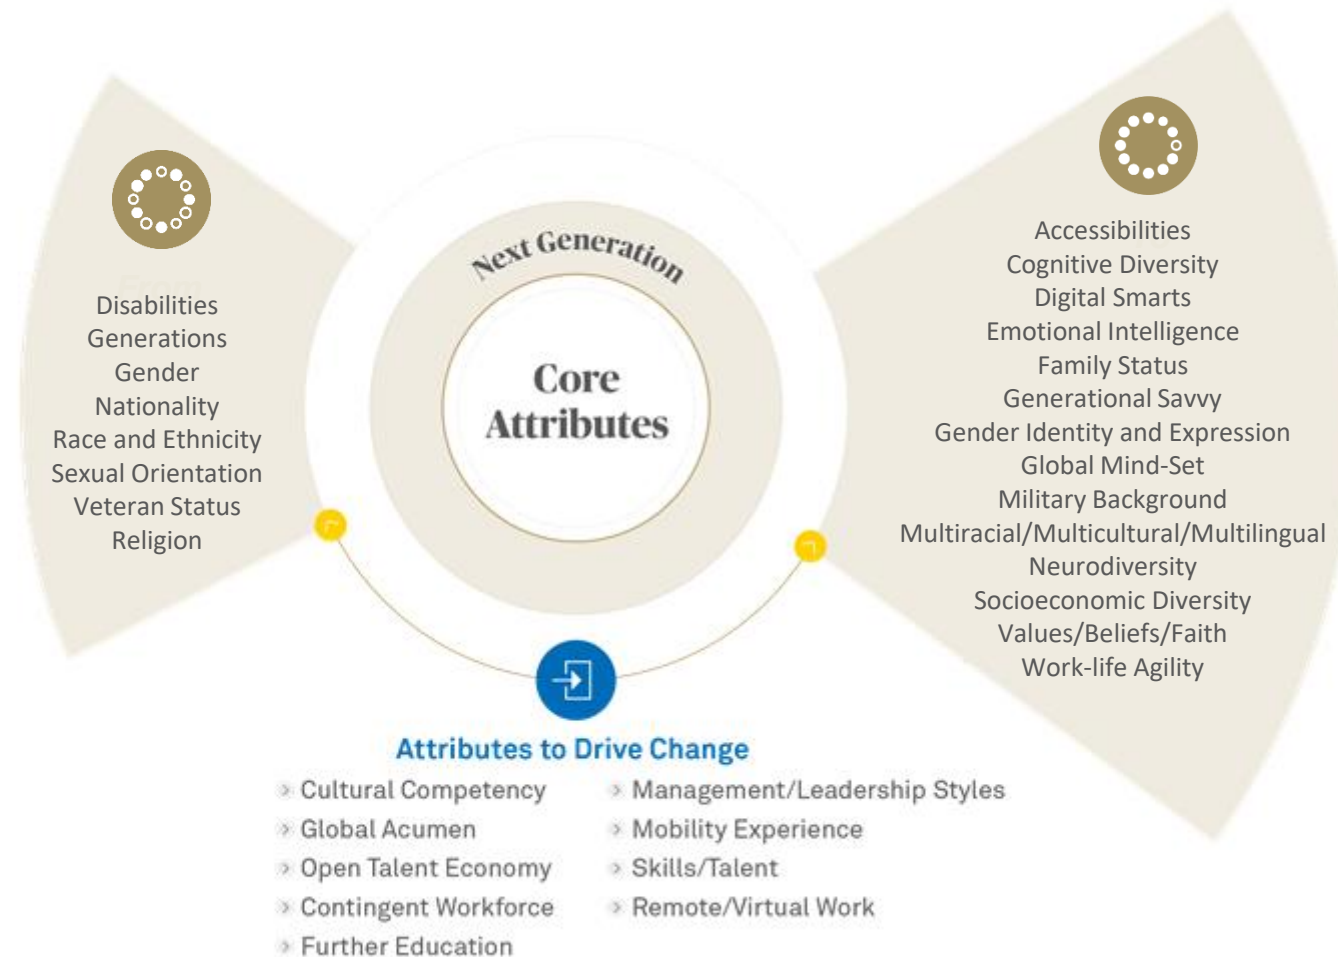 Disabilities
Generations
Gender
Nationality
Race and Ethnicity
Sexual Orientation
Veteran Status
Religion
Next Generation
Core
Attributes
Accessibilities
Cognitive Diversity
Digital Smarts
Emotional Intelligence
Family Status
Generational Savvy
Gender Identity and Expression
Global Mind-Set
Military Background
Multiracial/Multicultural/Multilingual
Neurodiversity
Socioeconomic Diversity
Values/Beliefs/Faith
Work-life Agility
Attributes to Drive Change
> Cultural Competency
> Global Acumen
> Open Talent Economy
> Contingent Workforce
> Further Education
> Management/Leadership Styles
> Mobility Experience
> Skills/Talent
> Remote/Virtual Work